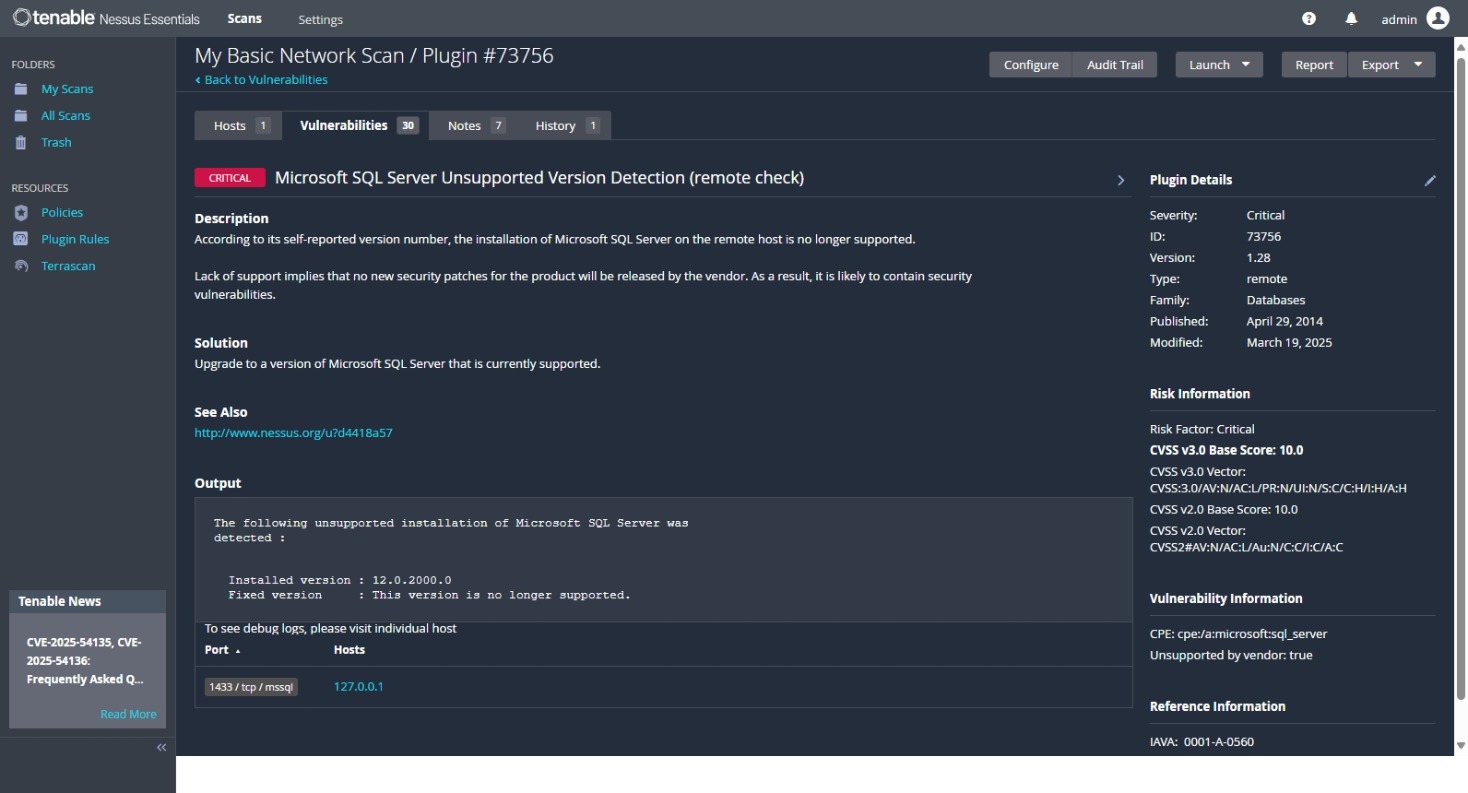 tenable Nessus Essentials
Scans
Settings
admin
FOLDERS
My Scans
All Scans
Trash
RESOURCES
Policies
Plugin Rules
Terrascan
Tenable News
CVE-2025-54135, CVE-
2025-54136:
Frequently Asked Q...
Read More
My Basic Network Scan / Plugin #73756
‹ Back to Vulnerabilities
Configure
Audit Trail
Launch
Report
Export
Hosts 1
Vulnerabilities 30
Notes 7
History 1
CRITICAL Microsoft SQL Server Unsupported Version Detection (remote check)
Description
According to its self-reported version number, the installation of Microsoft SQL Server on the remote host is no longer supported.
Lack of support implies that no new security patches for the product will be released by the vendor. As a result, it is likely to contain security
vulnerabilities.
Solution
Upgrade to a version of Microsoft SQL Server that is currently supported.
See Also
http://www.nessus.org/u?d4418a57
Output
The following unsupported installation of Microsoft SQL Server was
detected :
Installed version : 12.0.2000.0
Fixed version : This version is no longer supported.
To see debug logs, please visit individual host
Port Hosts
1433 / tcp / mssql 127.0.0.1
Plugin Details
Severity: Critical
ID: 73756
Version: 1.28
Type: remote
Family: Databases
Published: April 29, 2014
Modified: March 19, 2025
Risk Information
Risk Factor: Critical
CVSS v3.0 Base Score: 10.0
CVSS v3.0 Vector:
CVSS:3.0/AV:N/AC:L/PR:N/UI:N/S:C/C:H/I:H/A:H
CVSS v2.0 Base Score: 10.0
CVSS v2.0 Vector:
CVSS2#AV:N/AC:L/Au:N/C:C/I:C/A:C
Vulnerability Information
CPE: cpe:/a:microsoft:sql_server
Unsupported by vendor: true
Reference Information
IAVA: 0001-A-0560